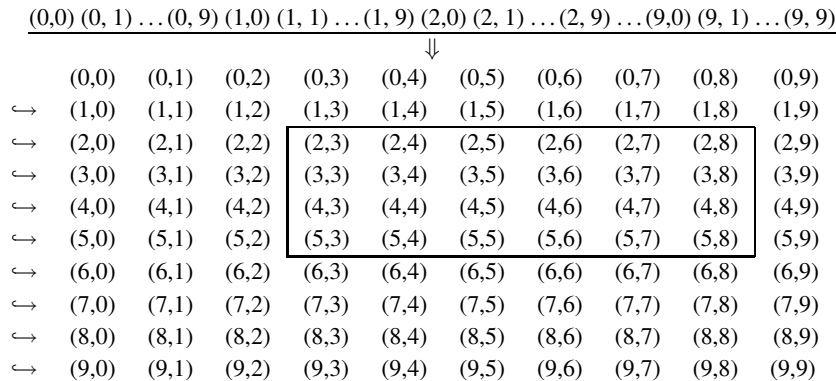 (0,0) (0, 1) …(0, 9) (1,0) (1, 1) …(1, 9) (2,0) (2, 1) …(2, 9) …(9,0) (9, 1) …(9, 9)
⇓
(0,0) (0,1) (0,2) (0,3) (0,4) (0,5) (0,6) (0,7) (0,8) (0,9)
↪ (1,0) (1,1) (1,2) (1,3) (1,4) (1,5) (1,6) (1,7) (1,8) (1,9)
↪ (2,0) (2,1) (2,2) (2,3) (2,4) (2,5) (2,6) (2,7) (2,8) (2,9)
↪ (3,0) (3,1) (3,2) (3,3) (3,4) (3,5) (3,6) (3,7) (3,8) (3,9)
↪ (4,0) (4,1) (4,2) (4,3) (4,4) (4,5) (4,6) (4,7) (4,8) (4,9)
↪ (5,0) (5,1) (5,2) (5,3) (5,4) (5,5) (5,6) (5,7) (5,8) (5,9)
↪ (6,0) (6,1) (6,2) (6,3) (6,4) (6,5) (6,6) (6,7) (6,8) (6,9)
↪ (7,0) (7,1) (7,2) (7,3) (7,4) (7,5) (7,6) (7,7) (7,8) (7,9)
↪ (8,0) (8,1) (8,2) (8,3) (8,4) (8,5) (8,6) (8,7) (8,8) (8,9)
↪ (9,0) (9,1) (9,2) (9,3) (9,4) (9,5) (9,6) (9,7) (9,8) (9,9)